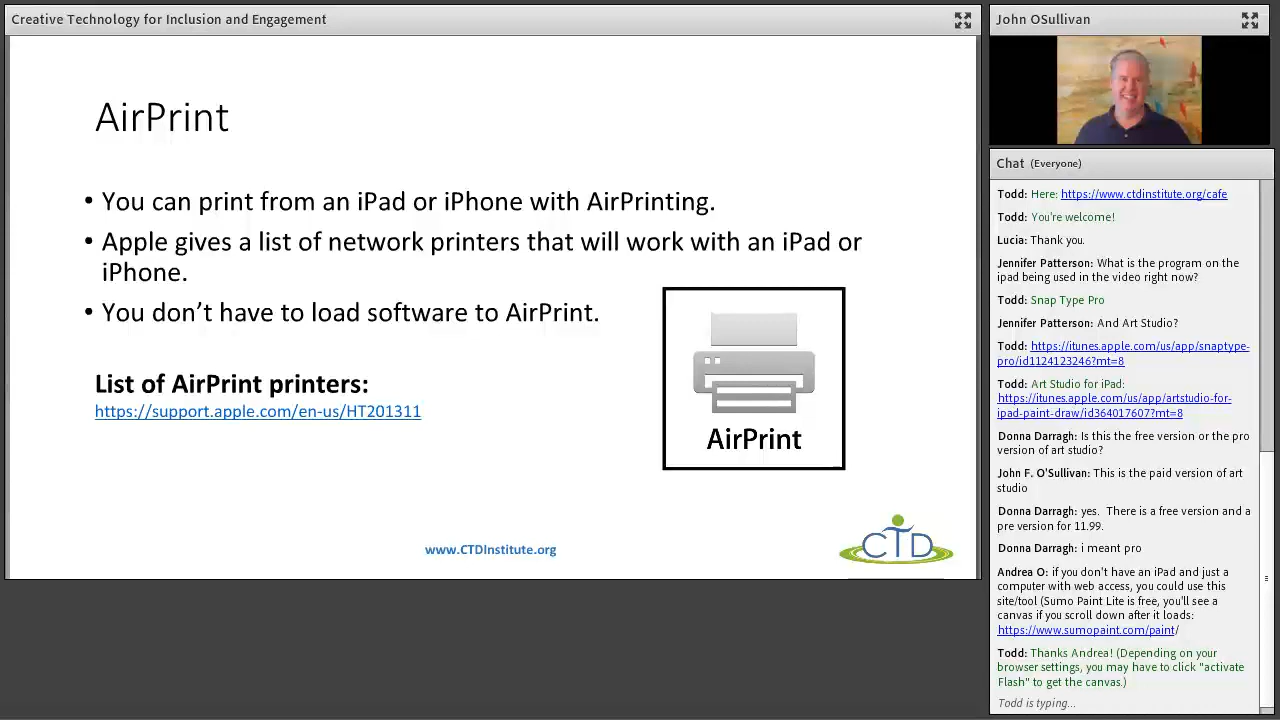 Creative Technology for Inclusion and Engagement
AirPrint
• You can print from an iPad or iPhone with AirPrinting.
• Apple gives a list of network printers that will work with an iPad or
iPhone.
• You don’t have to load software to AirPrint.
List of AirPrint printers:
https://support.apple.com/en-us/HT201311
AirPrint
www.CTDInstitute.org
CTD
John OSullivan
Chat (Everyone)
Todd: Here: https://www.ctdinstitute.org/cafe
Todd: You're welcome!
Lucia: Thank you.
Jennifer Patterson: What is the program on the
ipad being used in the video right now?
Todd: Snap Type Pro
Jennifer Patterson: And Art Studio?
Todd: https://itunes.apple.com/us/app/snaptype-
pro/id1124123246?mt=8
Todd: Art Studio for iPad:
https://itunes.apple.com/us/app/artstudio-for-
ipad-paint-draw/id364017607?mt=8
Donna Darragh: Is this the free version or the pro
version of art studio?
John F. O'Sullivan: This is the paid version of art
studio
Donna Darragh: yes.  There is a free version and a
pre version for 11.99.
Donna Darragh: i meant pro
Andrea O: if you don't have an iPad and just a
computer with web access, you could use this
site/tool (Sumo Paint Lite is free, you'll see a
canvas if you scroll down after it loads:
https://www.sumopaint.com/paint/
Todd: Thanks Andrea! (Depending on your
browser settings, you may have to click "activate
Flash" to get the canvas.)
Todd is typing...